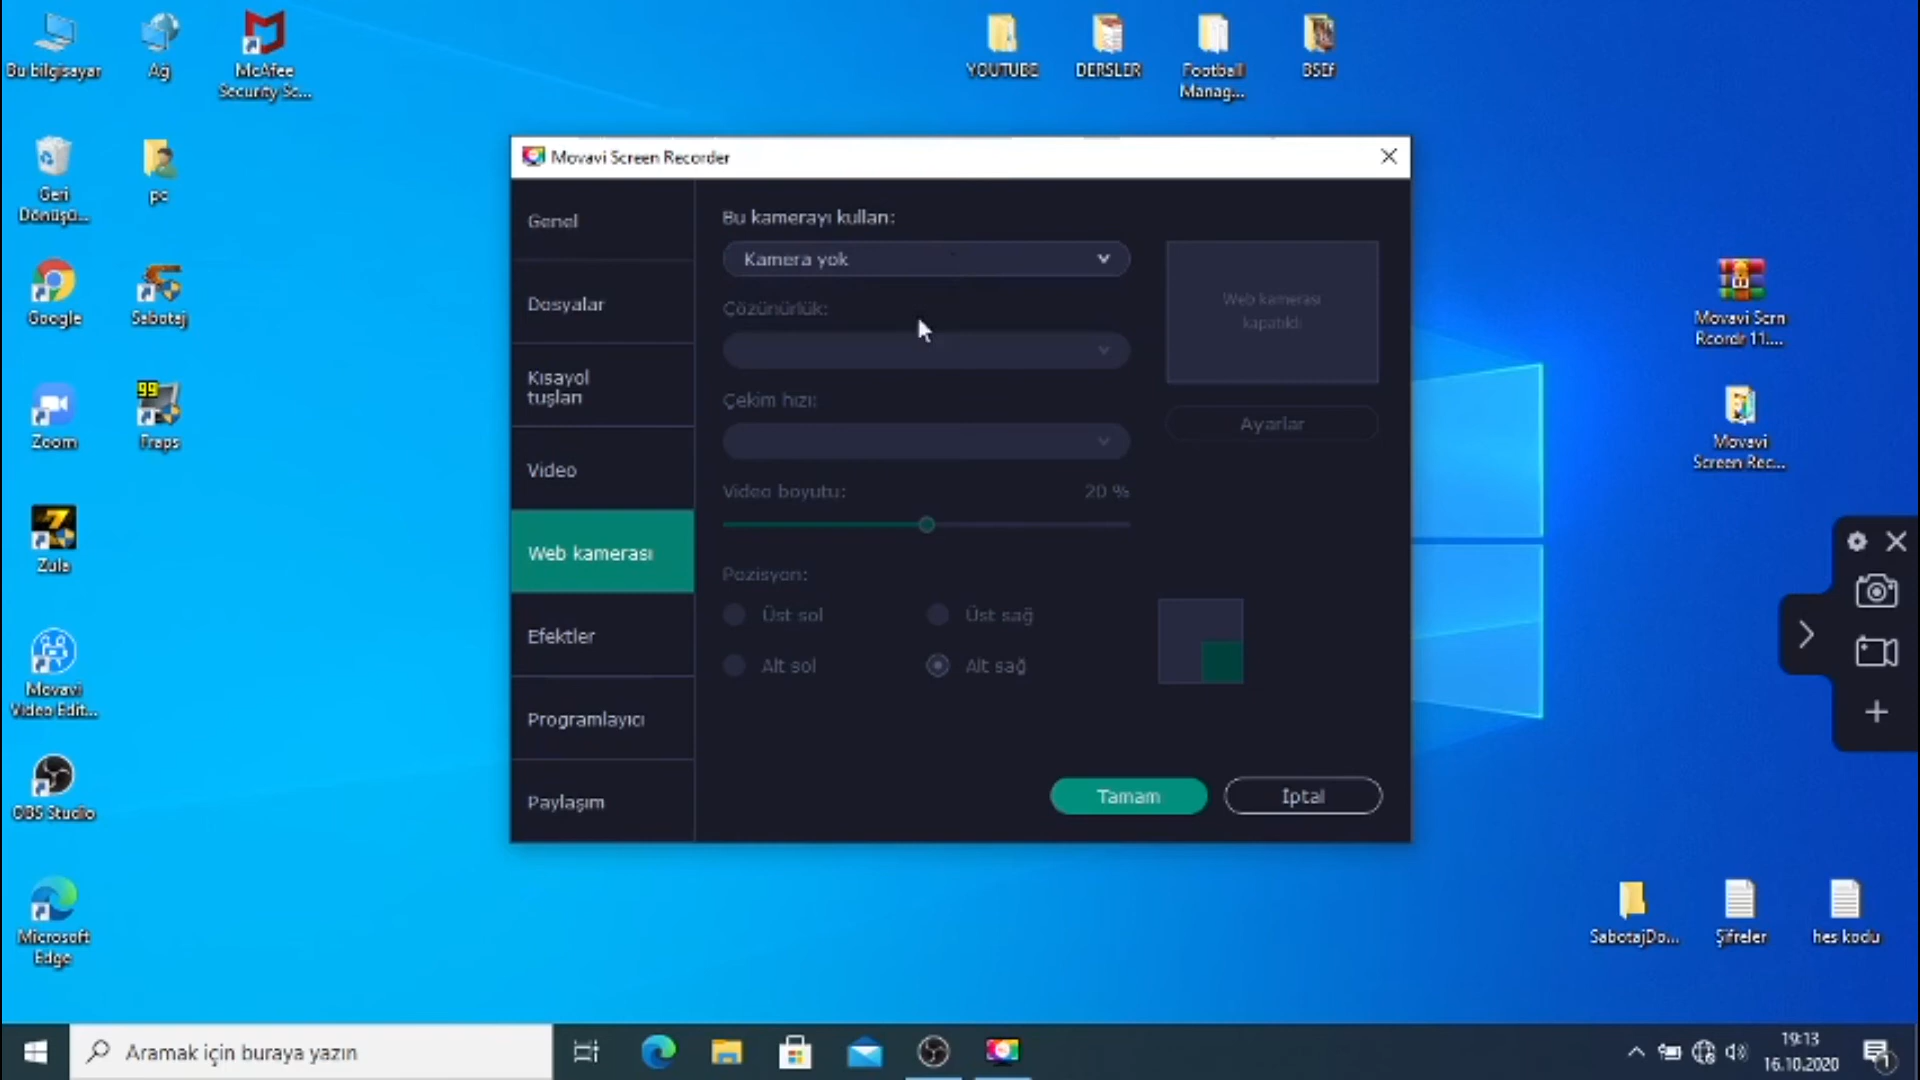 Bu bilgisayar
Ağ
McAfee
Security Sc...
YOUTUBE
DERSLER
Football
Manag...
BSEf
Geri
Dönüşü...
pc
Google
Sabotaj
Zoom
99
Fraps
Zula
Movavi
Video Edit...
OBS Studio
Microsoft
Edge
Movavi Screen Recorder
Genel
Dosyalar
Kısayol
tuşları
Video
Web kamerası
Efektler
Programlayıcı
Paylaşım
Bu kamerayı kullan:
Kamera yok
Çözünürlük:
Çekim hızı:
Video boyutu: 20 %
Pozisyon:
Üst sol
Üst sağ
Alt sol
Alt sağ
Web kamerası
kapatıldı
Ayarlar
Tamam
İptal
Movavi Scrn
Rcordr 11....
Movavi
Screen Rec...
SabotajDo...
Şifreler
hes kodu
Aramak için buraya yazın
19:13
16.10.2020
1